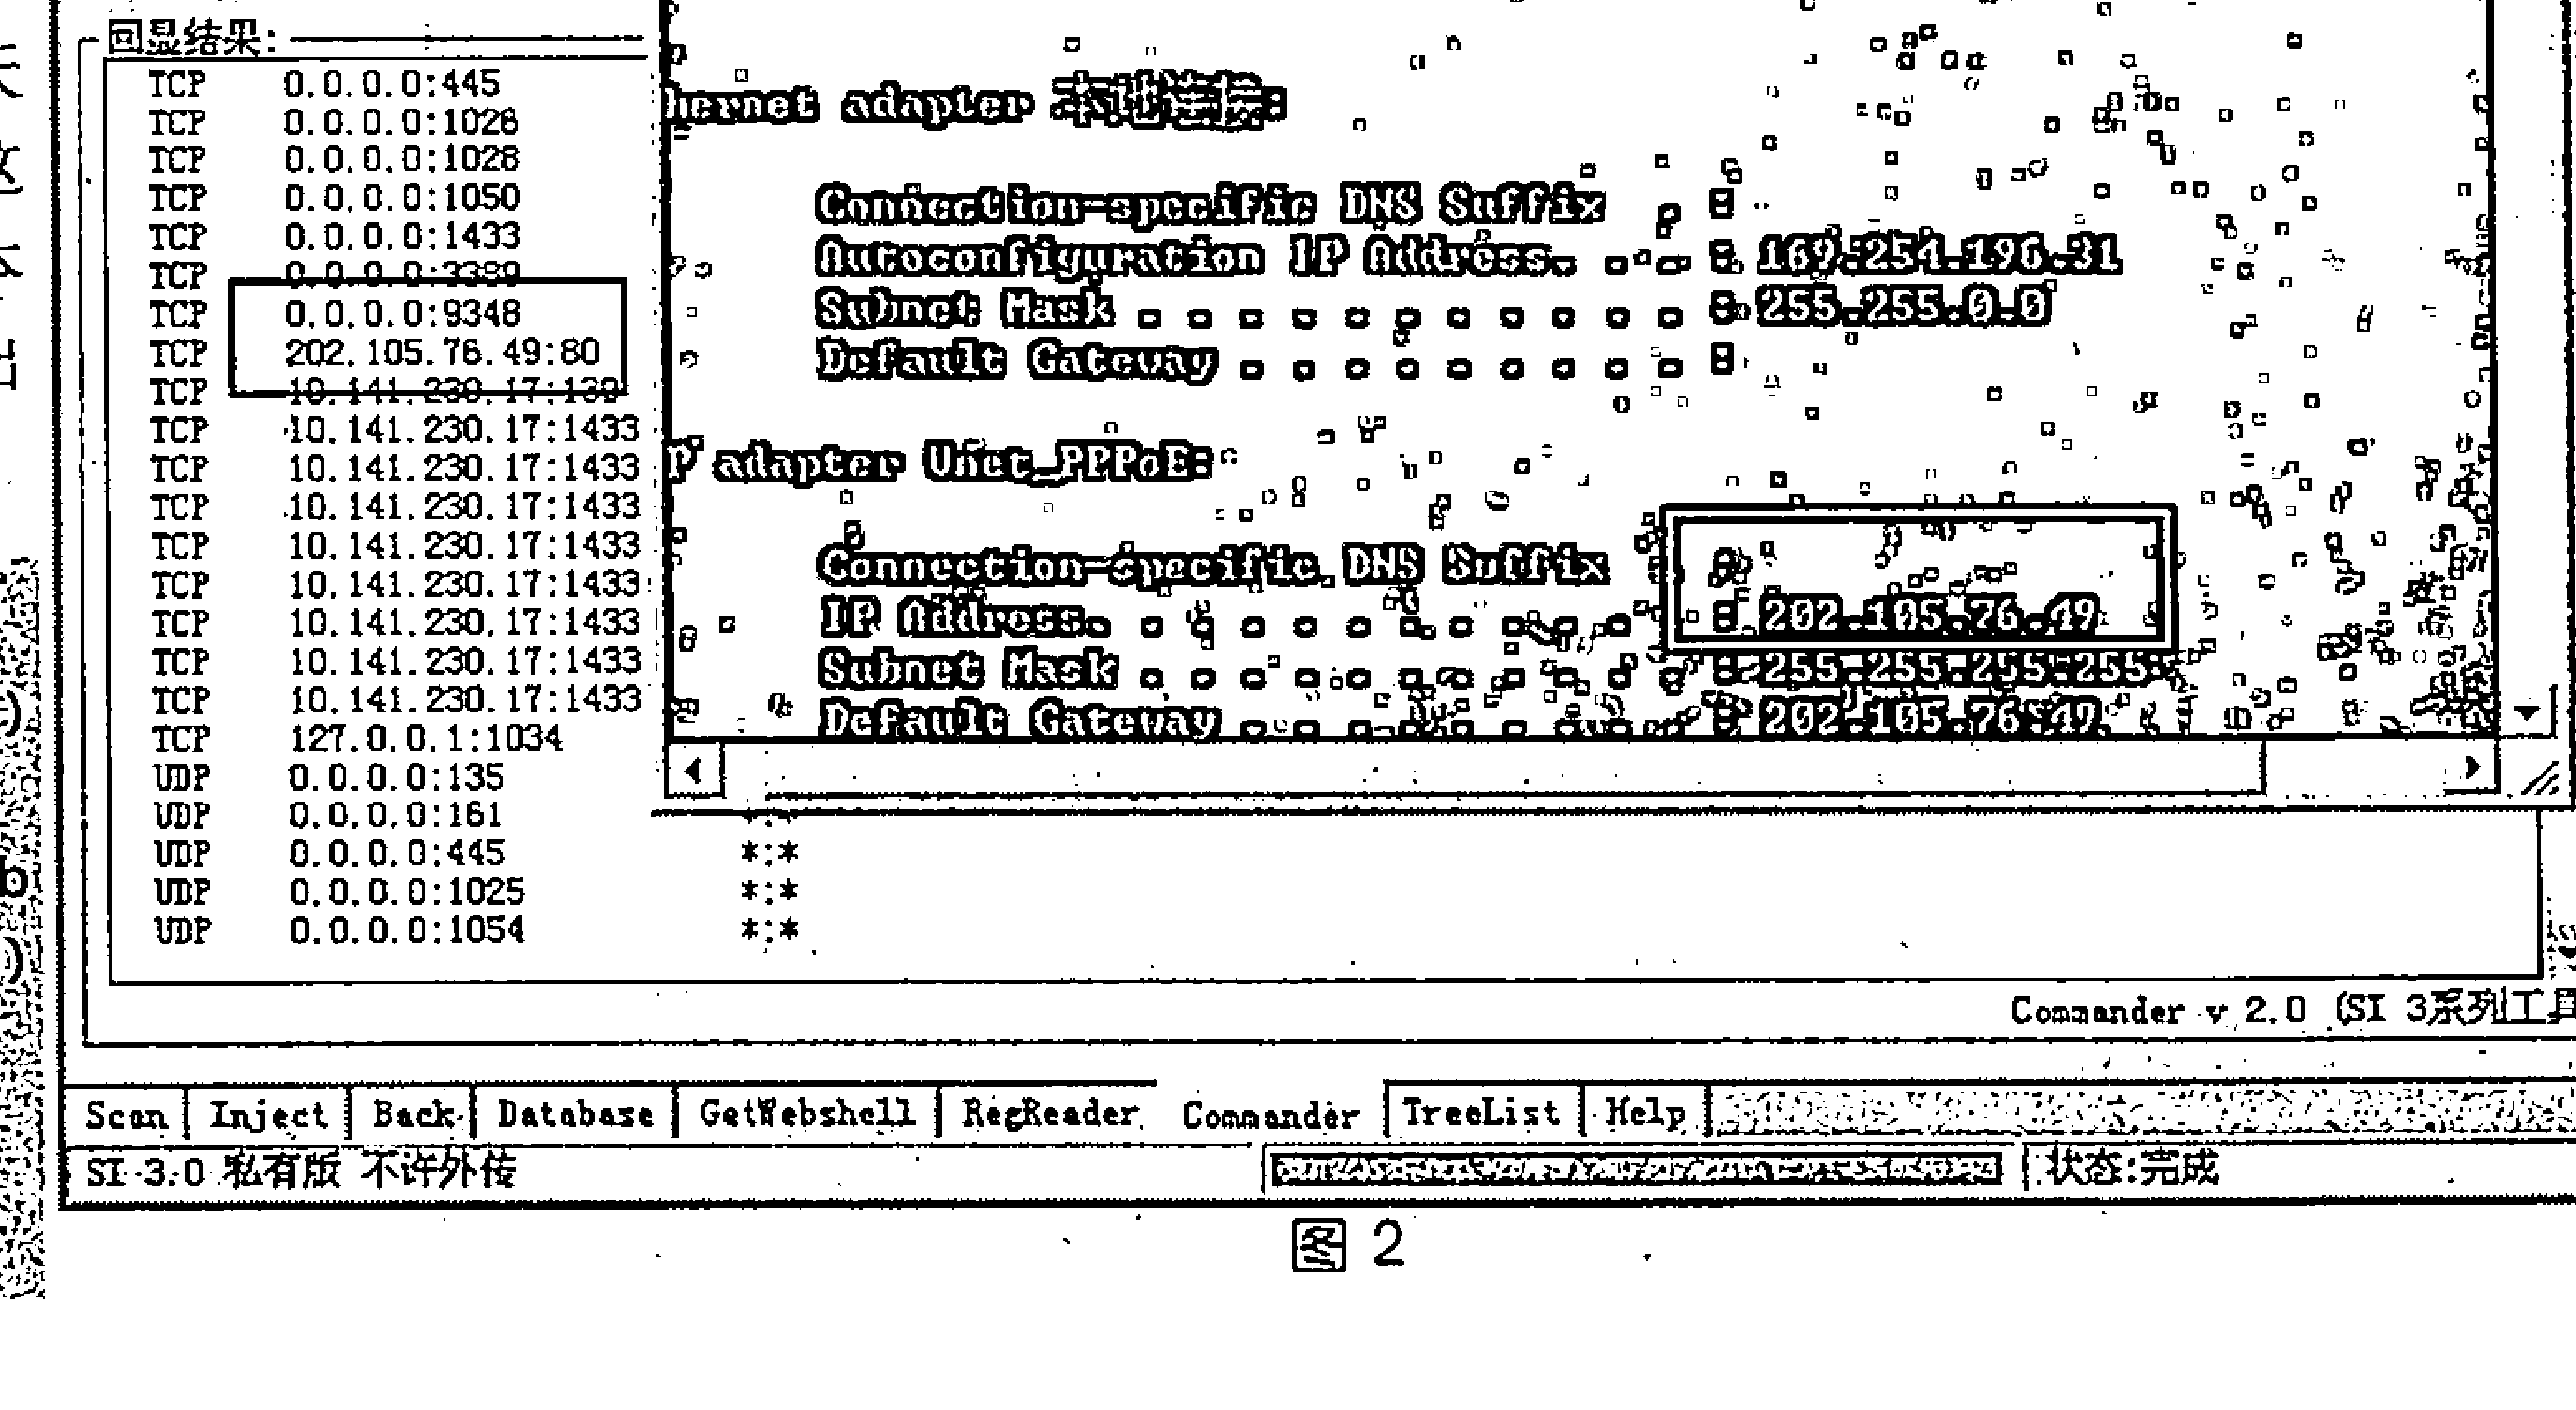 回显结果:
TCP 0.0.0.0:445
TCP 0.0.0.0:1026
TCP 0.0.0.0:1028
TCP 0.0.0.0:1050
TCP 0.0.0.0:1433
TCP 0.0.0.0:3389
TCP 0.0.0.0:9348
TCP 202.105.76.49:80
TCP 10.141.230.17:139
TCP 10.141.230.17:1433
TCP 10.141.230.17:1433
TCP 10.141.230.17:1433
TCP 10.141.230.17:1433
TCP 10.141.230.17:1433
TCP 10.141.230.17:1433
TCP 10.141.230.17:1433
TCP 10.141.230.17:1433
TCP 127.0.0.1:1034
UDP 0.0.0.0:135
UDP 0.0.0.0:161
UDP 0.0.0.0:445 *:*
UDP 0.0.0.0:1025 *:*
UDP 0.0.0.0:1054 *:*
hernet adapter 本地连接:
Connection-specific DNS Suffix . :
Autoconfiguration IP Address. . . : 169.254.196.31
Subnet Mask . . . . . . . . . . . : 255.255.0.0
Default Gateway . . . . . . . . . :
P adapter Unet_PPPoE:
Connection-specific DNS Suffix :
IP Address. . . . . . . . . . . : 202.105.76.49
Subnet Mask . . . . . . . . . . . : 255.255.255.255
Default Gateway . . . . . . . . . : 202.105.76.49
Commander v 2.0 (SI 3系列工具
Scan Inject Back Database GetWebshell RegReader Commander TreeList Help
SI 3.0 私有版 不许外传 状态:完成
图 2